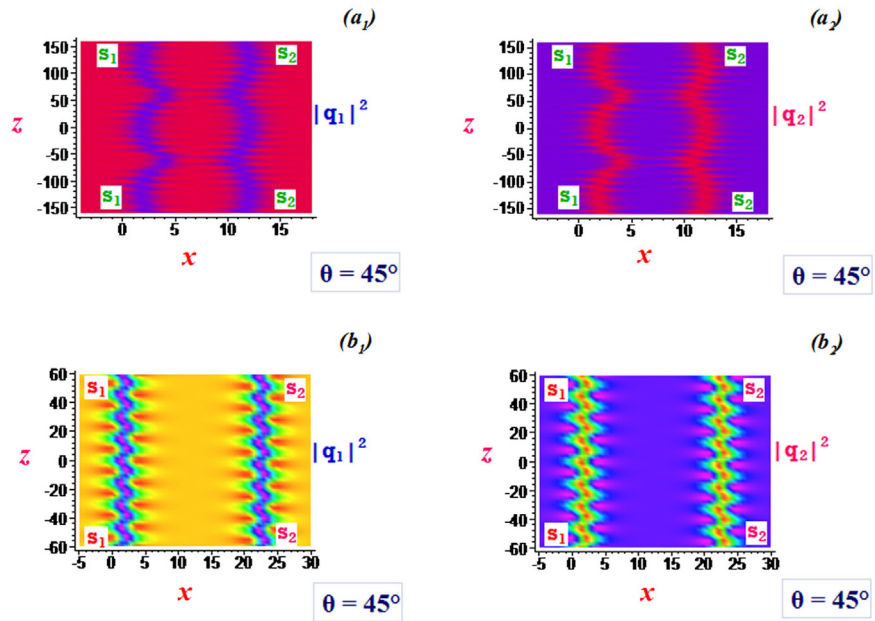 (a₁)
(a₂)
150
100
50
0
-50
-100
-150
z
S₁
S₂
S₁
S₂
0 5 10 15
x
|q₁|²
θ = 45°
150
100
50
0
-50
-100
-150
z
S₁
S₂
S₁
S₂
0 5 10 15
x
|q₂|²
θ = 45°
(b₁)
(b₂)
60
40
20
0
-20
-40
-60
z
S₁
S₂
S₁
S₂
-5 0 5 10 15 20 25 30
x
|q₁|²
θ = 45°
60
40
20
0
-20
-40
-60
z
S₁
S₂
S₁
S₂
-5 0 5 10 15 20 25 30
x
|q₂|²
θ = 45°